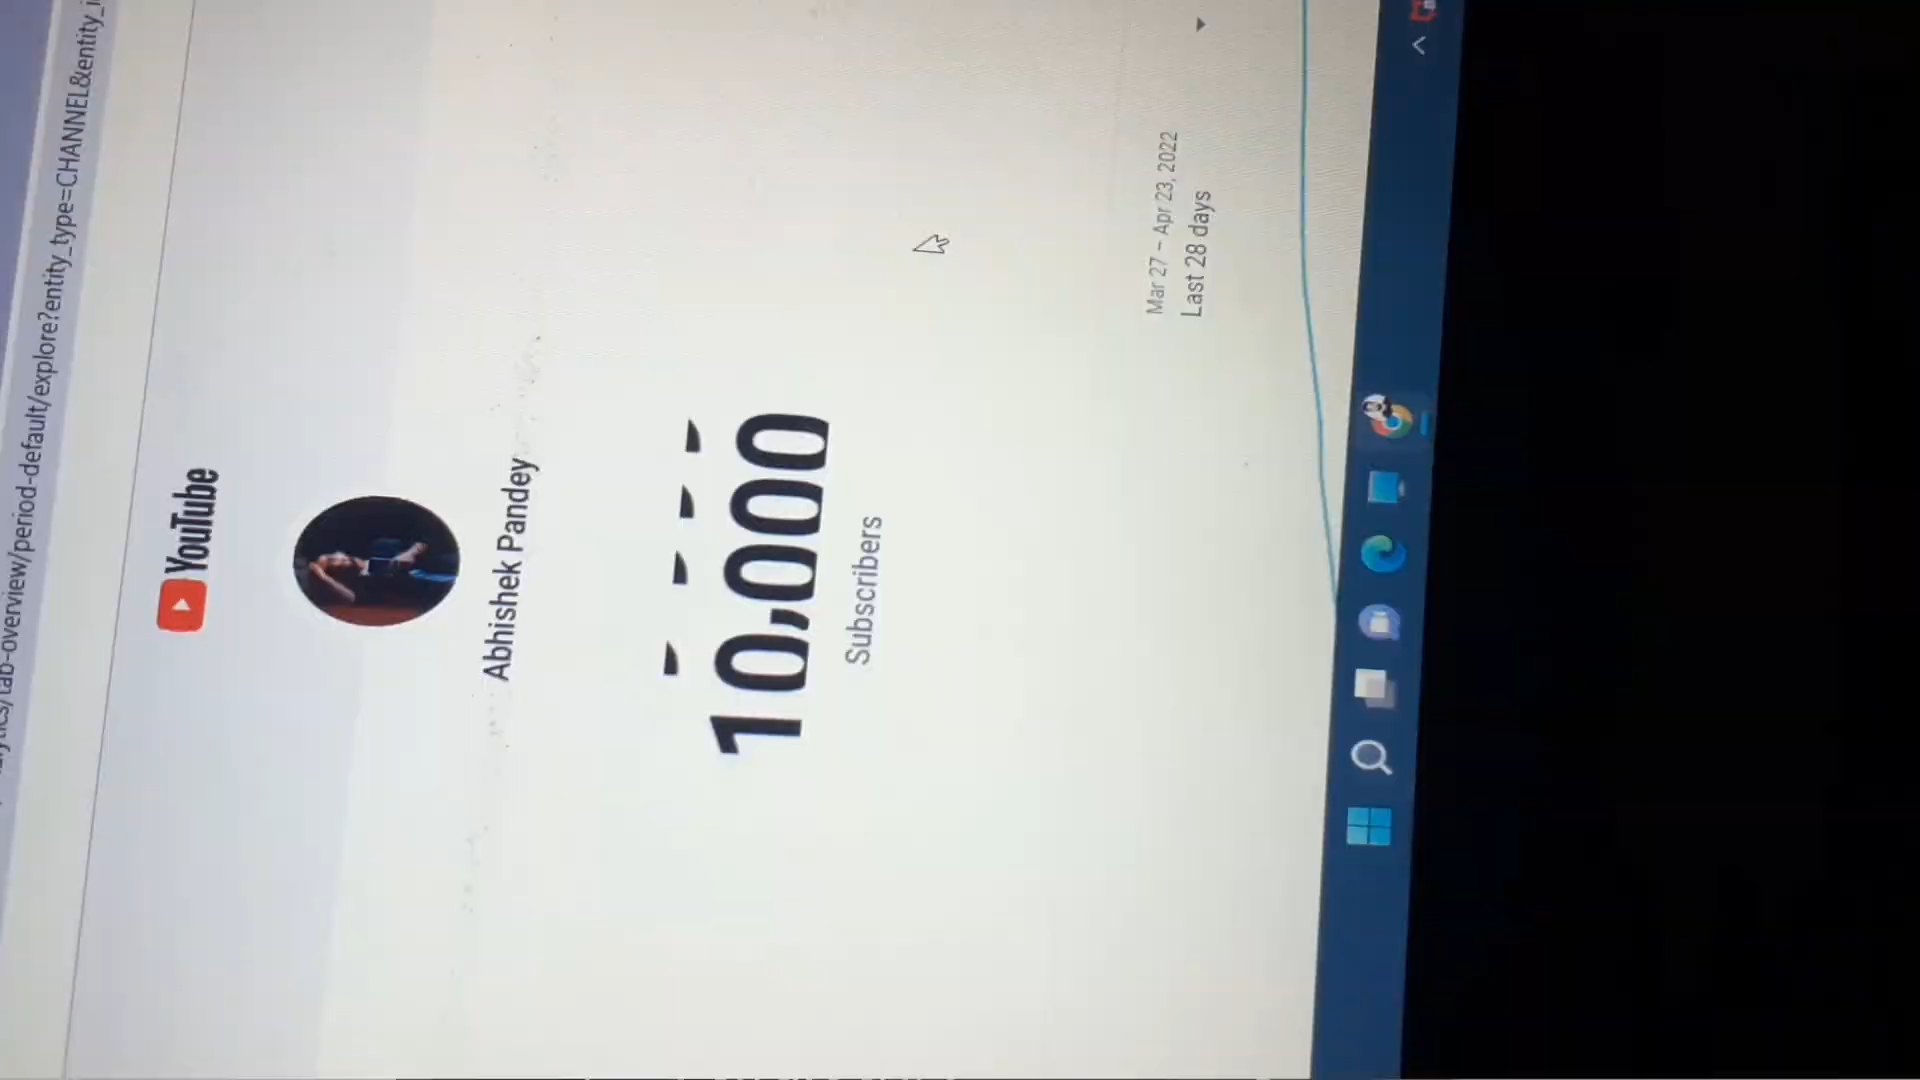 lytics/tab-overview/period-default/explore?entity_type=CHANNEL&entity_i
YouTube
Abhishek Pandey
10,000
Subscribers
Mar 27 – Apr 23, 2022
Last 28 days